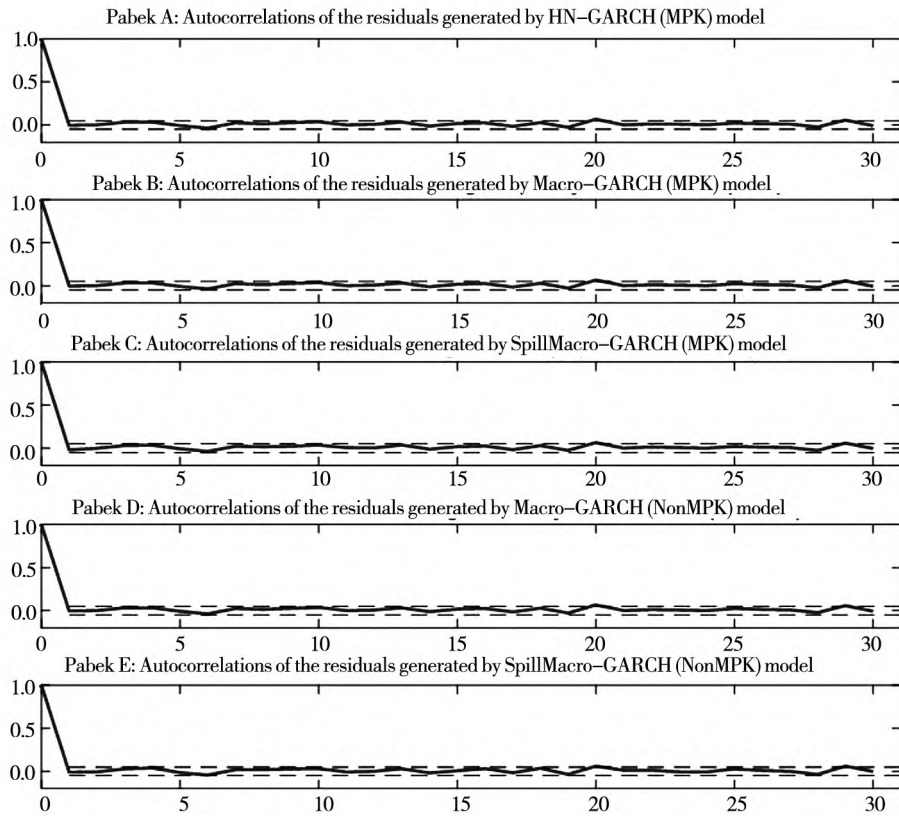 Pabek A: Autocorrelations of the residuals generated by HN-GARCH (MPK) model
1.0
0.5
0.0
0 5 10 15 20 25 30
Pabek B: Autocorrelations of the residuals generated by Macro-GARCH (MPK) model
1.0
0.5
0.0
0 5 10 15 20 25 30
Pabek C: Autocorrelations of the residuals generated by SpillMacro-GARCH (MPK) model
1.0
0.5
0.0
0 5 10 15 20 25 30
Pabek D: Autocorrelations of the residuals generated by Macro-GARCH (NonMPK) model
1.0
0.5
0.0
0 5 10 15 20 25 30
Pabek E: Autocorrelations of the residuals generated by SpillMacro-GARCH (NonMPK) model
1.0
0.5
0.0
0 5 10 15 20 25 30